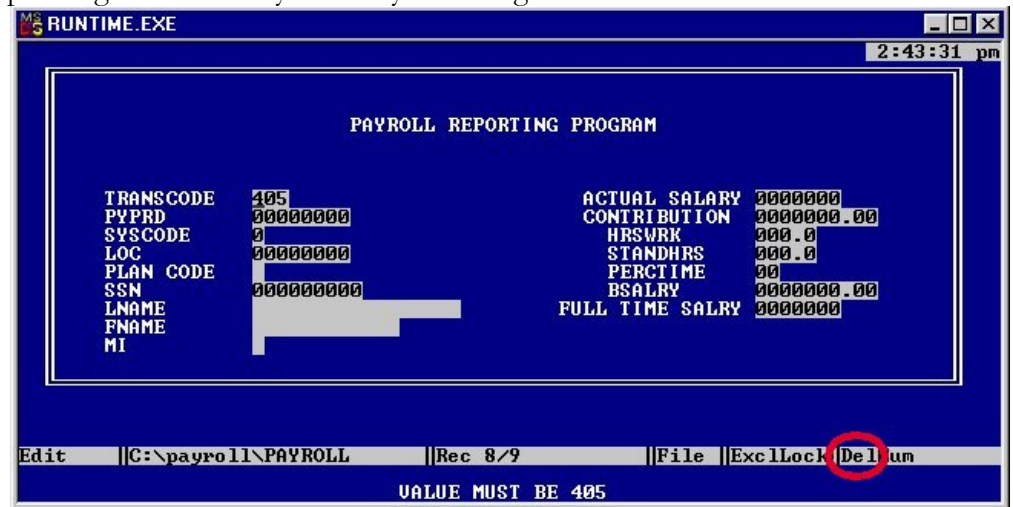 RUNTIME.EXE
2:43:31 pm
PAYROLL REPORTING PROGRAM
TRANSCODE 405 ACTUAL SALARY 0000000
PYPRD 00000000 CONTRIBUTION 0000000.00
SYSCODE 0 HRSWRK 000.0
LOC 00000000 STANDHRS 000.0
PLAN CODE PERCTIME 00
SSN 000000000 BSALRY 0000000.00
LNAME FULL TIME SALRY 0000000
FNAME
MI
Edit ||C:\payroll\PAYROLL ||Rec 8/9 ||File ||ExclLock||Del
VALUE MUST BE 405